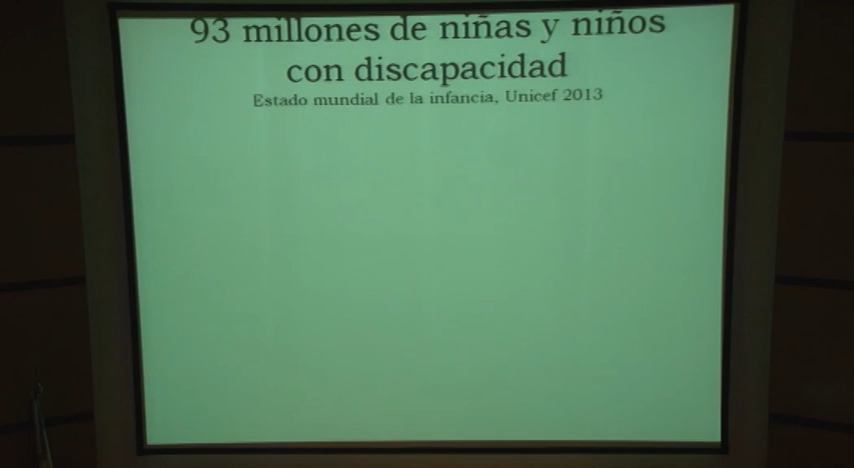 93 millones de niñas y niños
con discapacidad
Estado mundial de la infancia, Unicef 2013